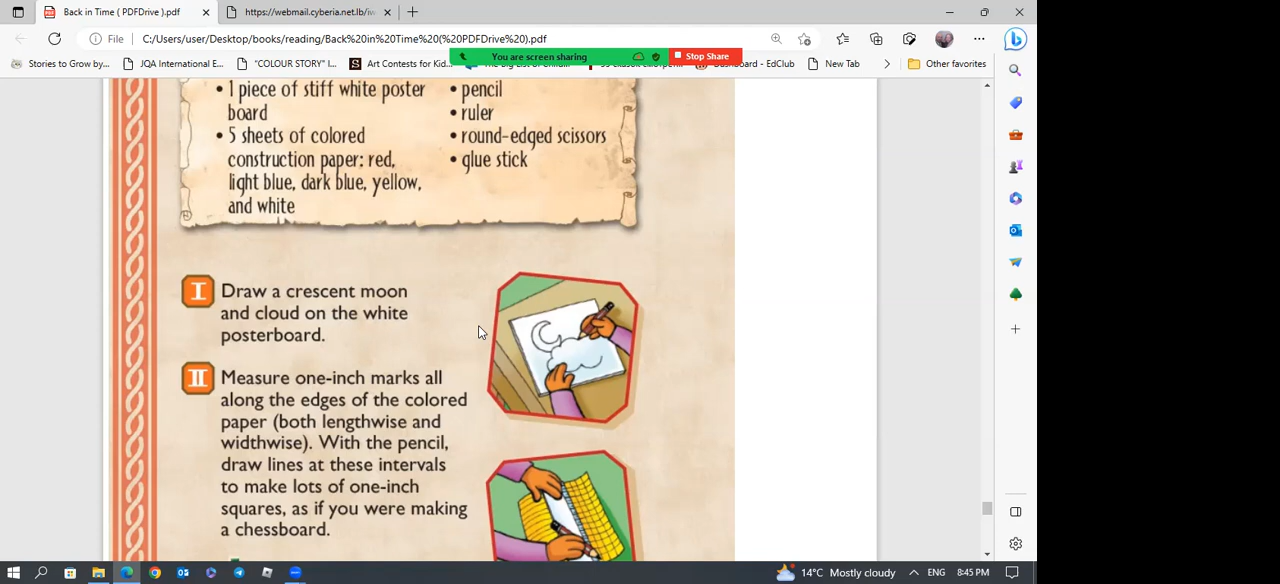 Back in Time ( PDFDrive ).pdf
https://webmail.cyberia.net.lb/iw
File
C:/Users/user/Desktop/books/reading/Back%20in%20Time%20(%20PDFDrive%20).pdf
You are screen sharing
Stop Share
Stories to Grow by...
JQA International E...
"COLOUR STORY" I...
Art Contests for Kid...
Dashboard - EdClub
New Tab
Other favorites
• 1 piece of stiff white poster
board
• 5 sheets of colored
construction paper: red,
light blue, dark blue, yellow,
and white
• pencil
• ruler
• round-edged scissors
• glue stick
I
Draw a crescent moon
and cloud on the white
posterboard.
II
Measure one-inch marks all
along the edges of the colored
paper (both lengthwise and
widthwise). With the pencil,
draw lines at these intervals
to make lots of one-inch
squares, as if you were making
a chessboard.
14°C Mostly cloudy
ENG
8:45 PM